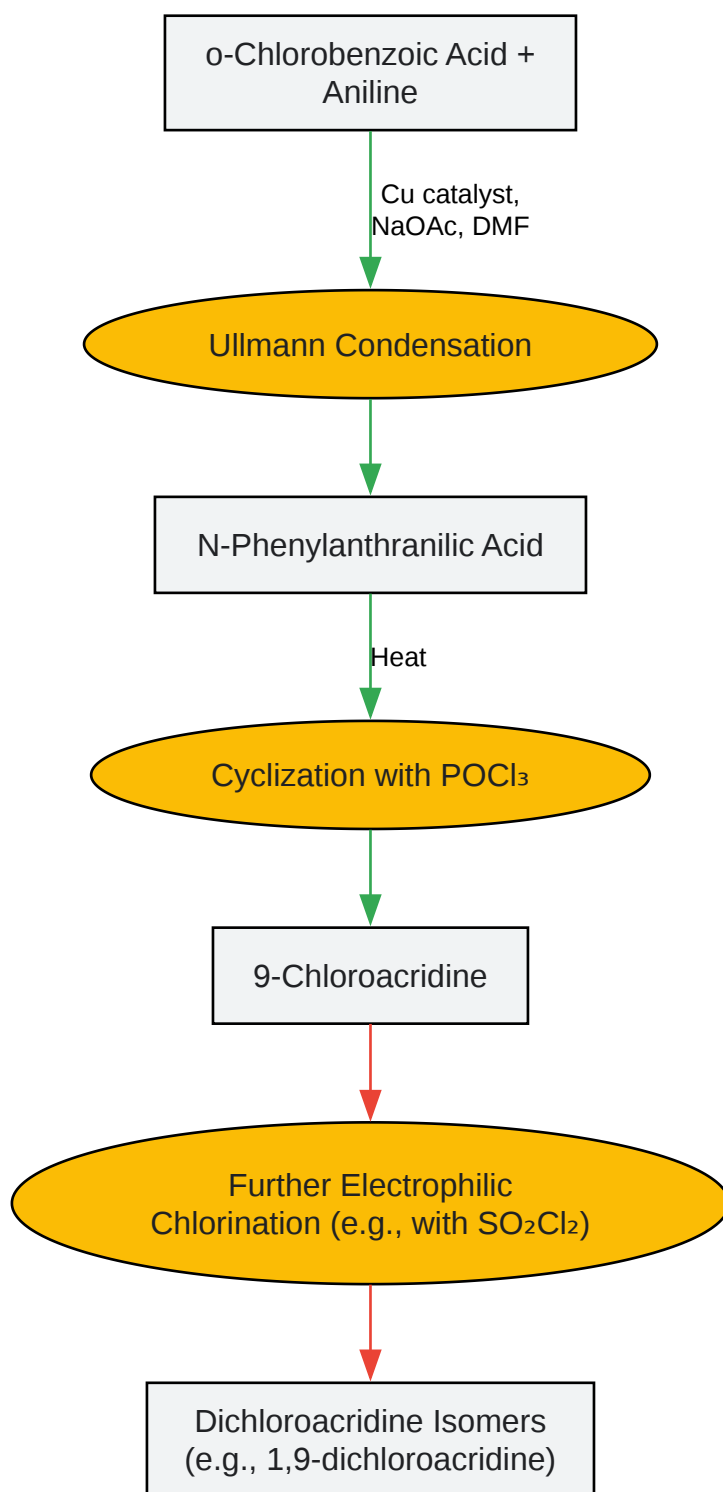 o-Chlorobenzoic Acid +
Aniline
Cu catalyst,
NaOAc, DMF
Ullmann Condensation
N-Phenylanthranilic Acid
Heat
Cyclization with POCl₃
9-Chloroacridine
Further Electrophilic
Chlorination (e.g., with SO₂Cl₂)
Dichloroacridine Isomers
(e.g., 1,9-dichloroacridine)